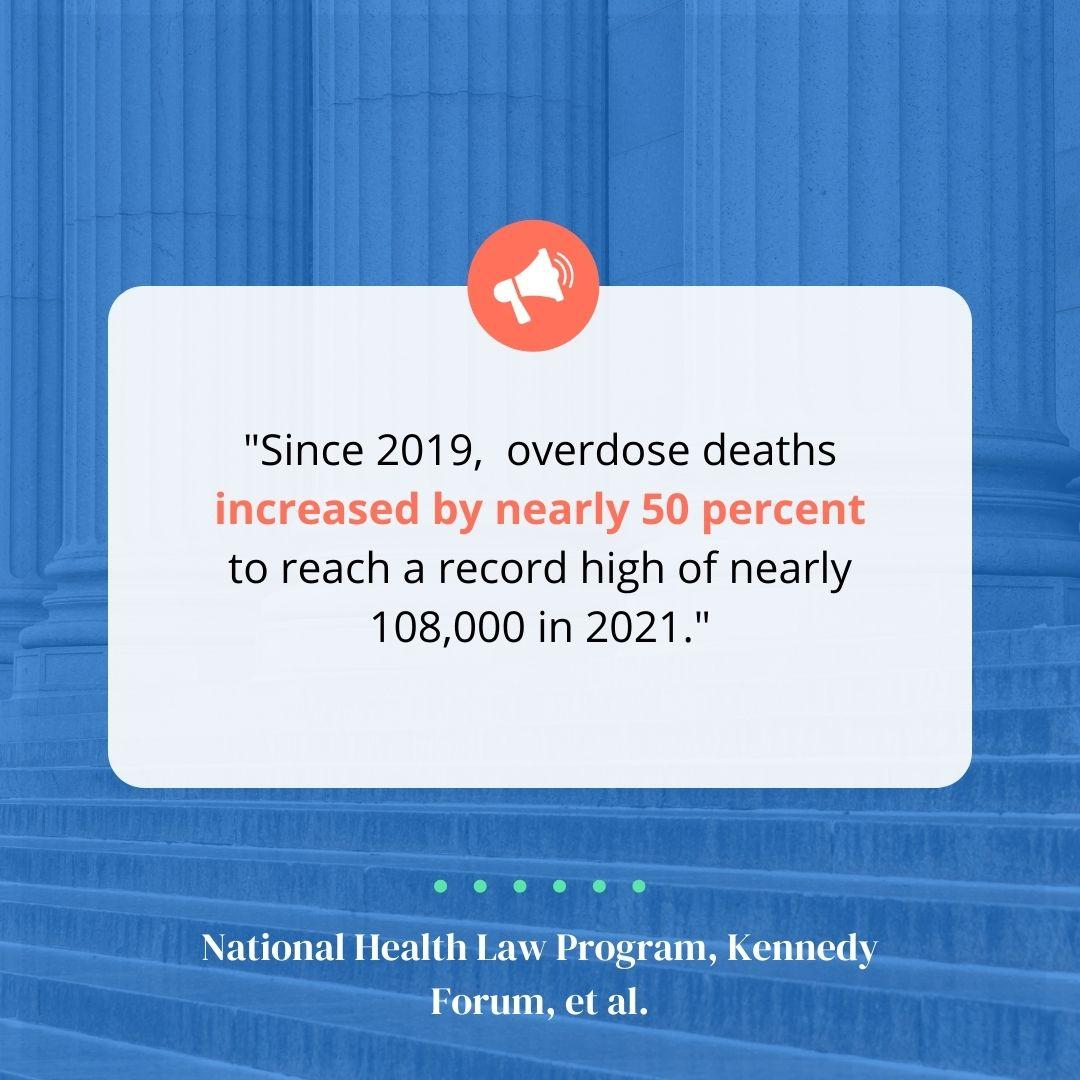 "Since 2019,  overdose deaths
increased by nearly 50 percent
to reach a record high of nearly
108,000 in 2021."
National Health Law Program, Kennedy
Forum, et al.